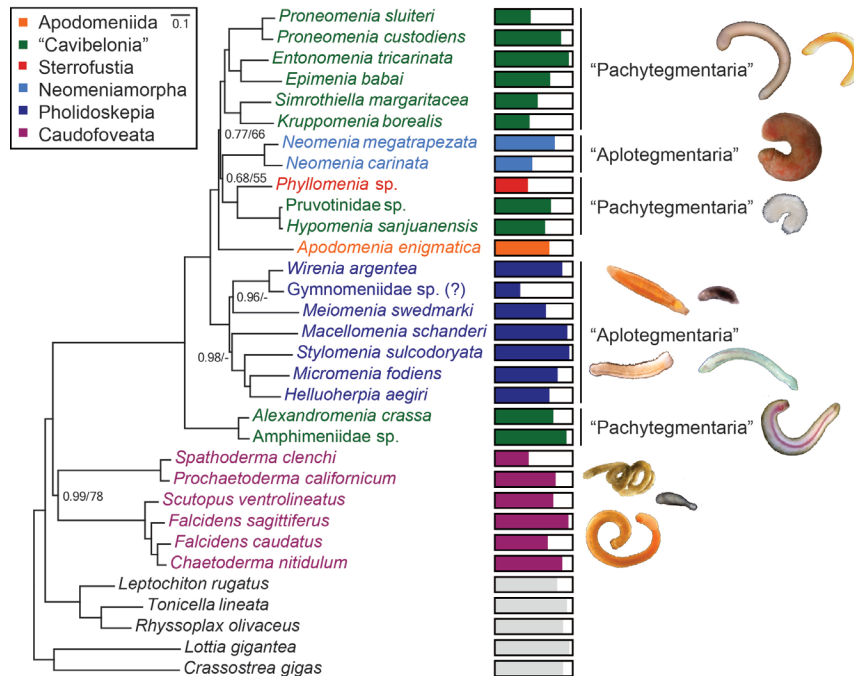 Apodomeniida
0.1
"Cavibelonia"
Sterrofustia
Neomeniamorpha
Pholidoskepia
Caudofoveata
Proneomenia sluiteri
Proneomenia custodiens
Entonomenia tricarinata
Epimenia babai
Simrothiella margaritacea
Kruppomenia borealis
"Pachytegmentaria"
0.77/66
Neomenia megatrapezata
Neomenia carinata
"Aplotegmentaria"
0.68/55
Phyllomenia sp.
Pruvotinidae sp.
Hypomenia sanjuanensis
"Pachytegmentaria"
Apodomenia enigmatica
Wirenia argentea
Gymnomeniidae sp. (?)
0.96/-
Meiomenia swedmarki
Macellomenia schanderi
"Aplotegmentaria"
0.98/-
Stylomenia sulcodoryata
Micromenia fodiens
Helluoherpia aegiri
Alexandromenia crassa
Amphimeniidae sp.
"Pachytegmentaria"
Spathoderma clenchi
Prochaetoderma californicum
0.99/78
Scutopus ventrolineatus
Falcidens sagittiferus
Falcidens caudatus
Chaetoderma nitidulum
Leptochiton rugatus
Tonicella lineata
Rhyssoplax olivaceus
Lottia gigantea
Crassostrea gigas